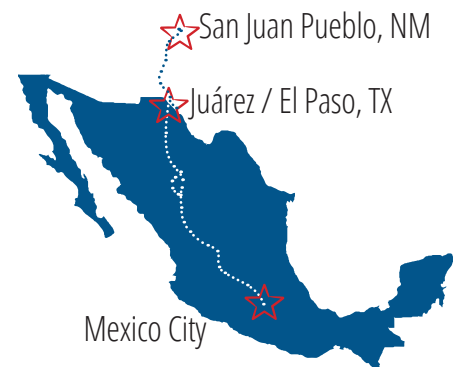 San Juan Pueblo, NM
Juárez / El Paso, TX
Mexico City